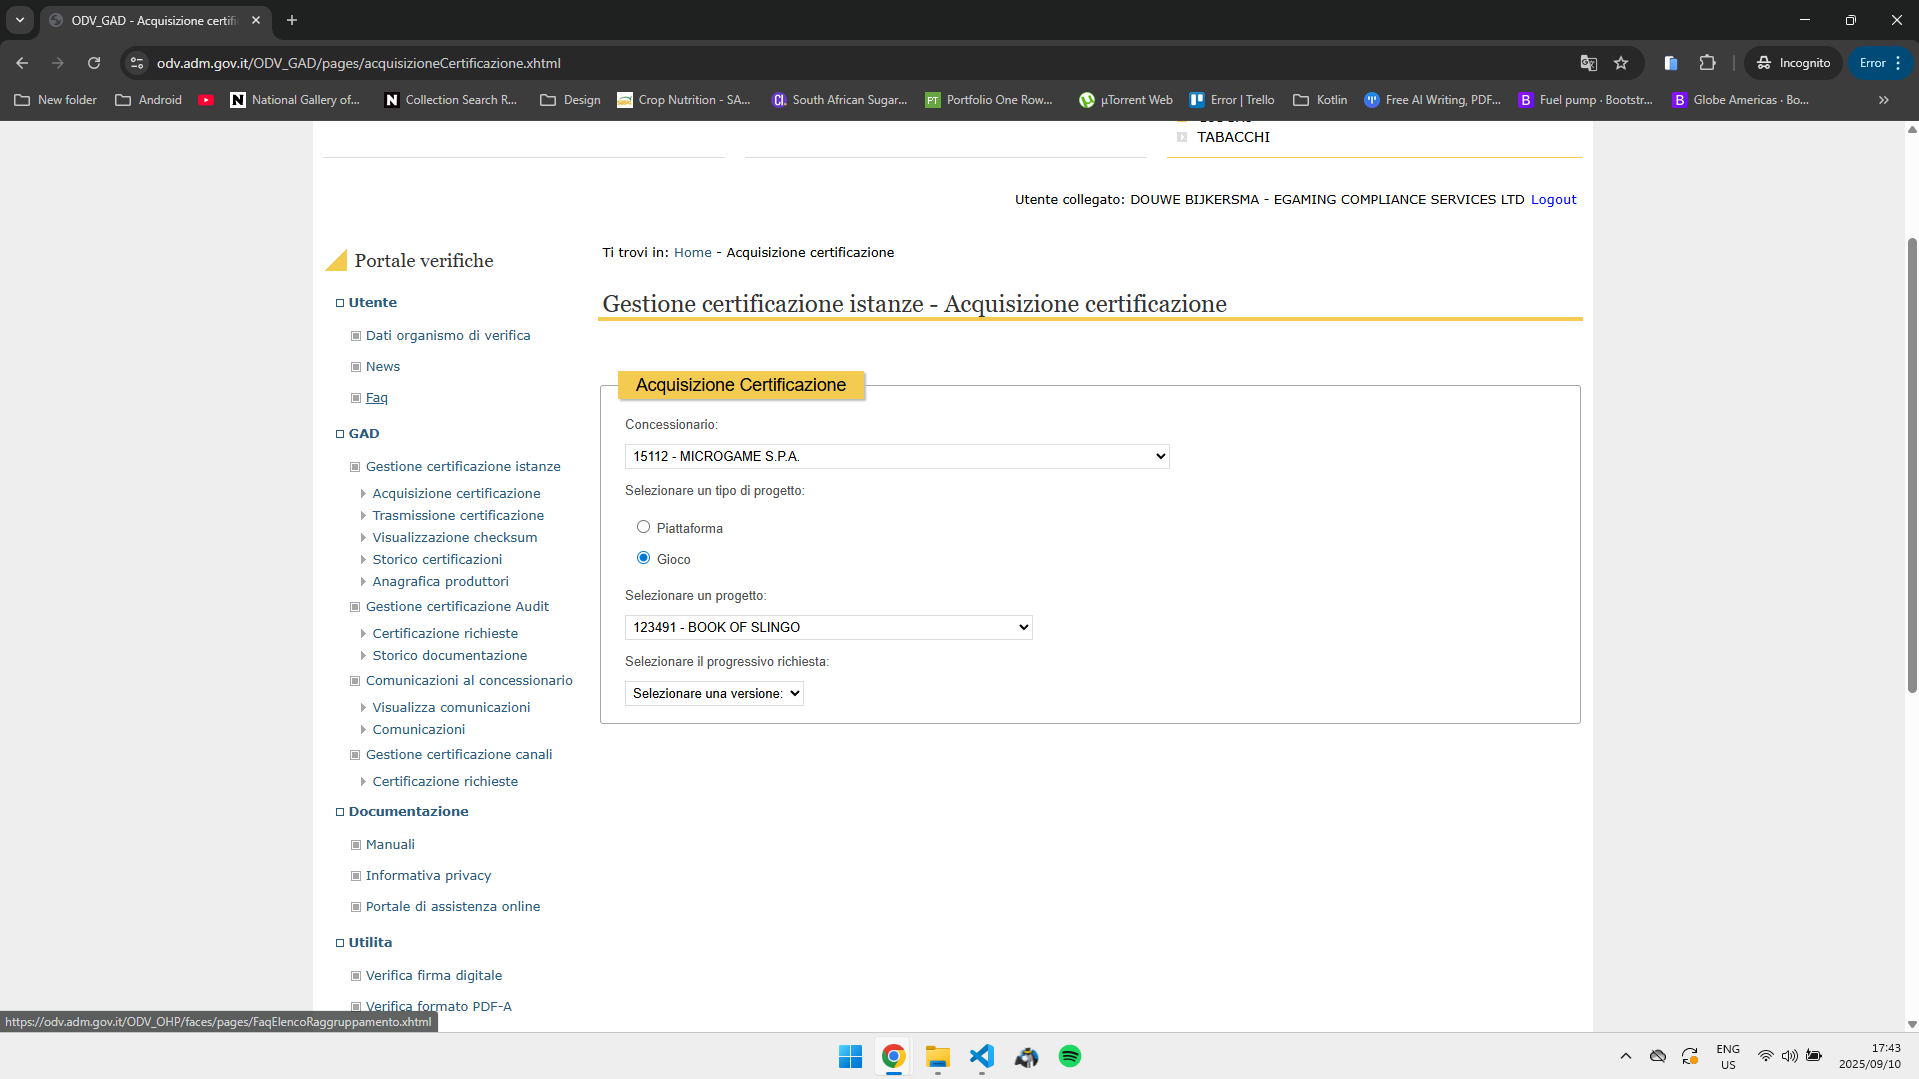 ODV_GAD - Acquisizione certifi
odv.adm.gov.it/ODV_GAD/pages/acquisizioneCertificazione.xhtml
Incognito
Error
New folder
Android
National Gallery of...
Collection Search R...
Design
Crop Nutrition - SA...
South African Sugar...
Portfolio One Row...
µTorrent Web
Error | Trello
Kotlin
Free AI Writing, PDF...
Fuel pump · Bootstr...
Globe Americas · Bo...
TABACCHI
Utente collegato: DOUWE BIJKERSMA - EGAMING COMPLIANCE SERVICES LTD Logout
Portale verifiche
Utente
Dati organismo di verifica
News
Faq
GAD
Gestione certificazione istanze
Acquisizione certificazione
Trasmissione certificazione
Visualizzazione checksum
Storico certificazioni
Anagrafica produttori
Gestione certificazione Audit
Certificazione richieste
Storico documentazione
Comunicazioni al concessionario
Visualizza comunicazioni
Comunicazioni
Gestione certificazione canali
Certificazione richieste
Documentazione
Manuali
Informativa privacy
Portale di assistenza online
Utilita
Verifica firma digitale
Verifica formato PDF-A
Ti trovi in: Home - Acquisizione certificazione
Gestione certificazione istanze - Acquisizione certificazione
Acquisizione Certificazione
Concessionario:
15112 - MICROGAME S.P.A.
Selezionare un tipo di progetto:
Piattaforma
Gioco
Selezionare un progetto:
123491 - BOOK OF SLINGO
Selezionare il progressivo richiesta:
Selezionare una versione:
https://odv.adm.gov.it/ODV_OHP/faces/pages/FaqElencoRaggruppamento.xhtml
ENG
US
17:43
2025/09/10